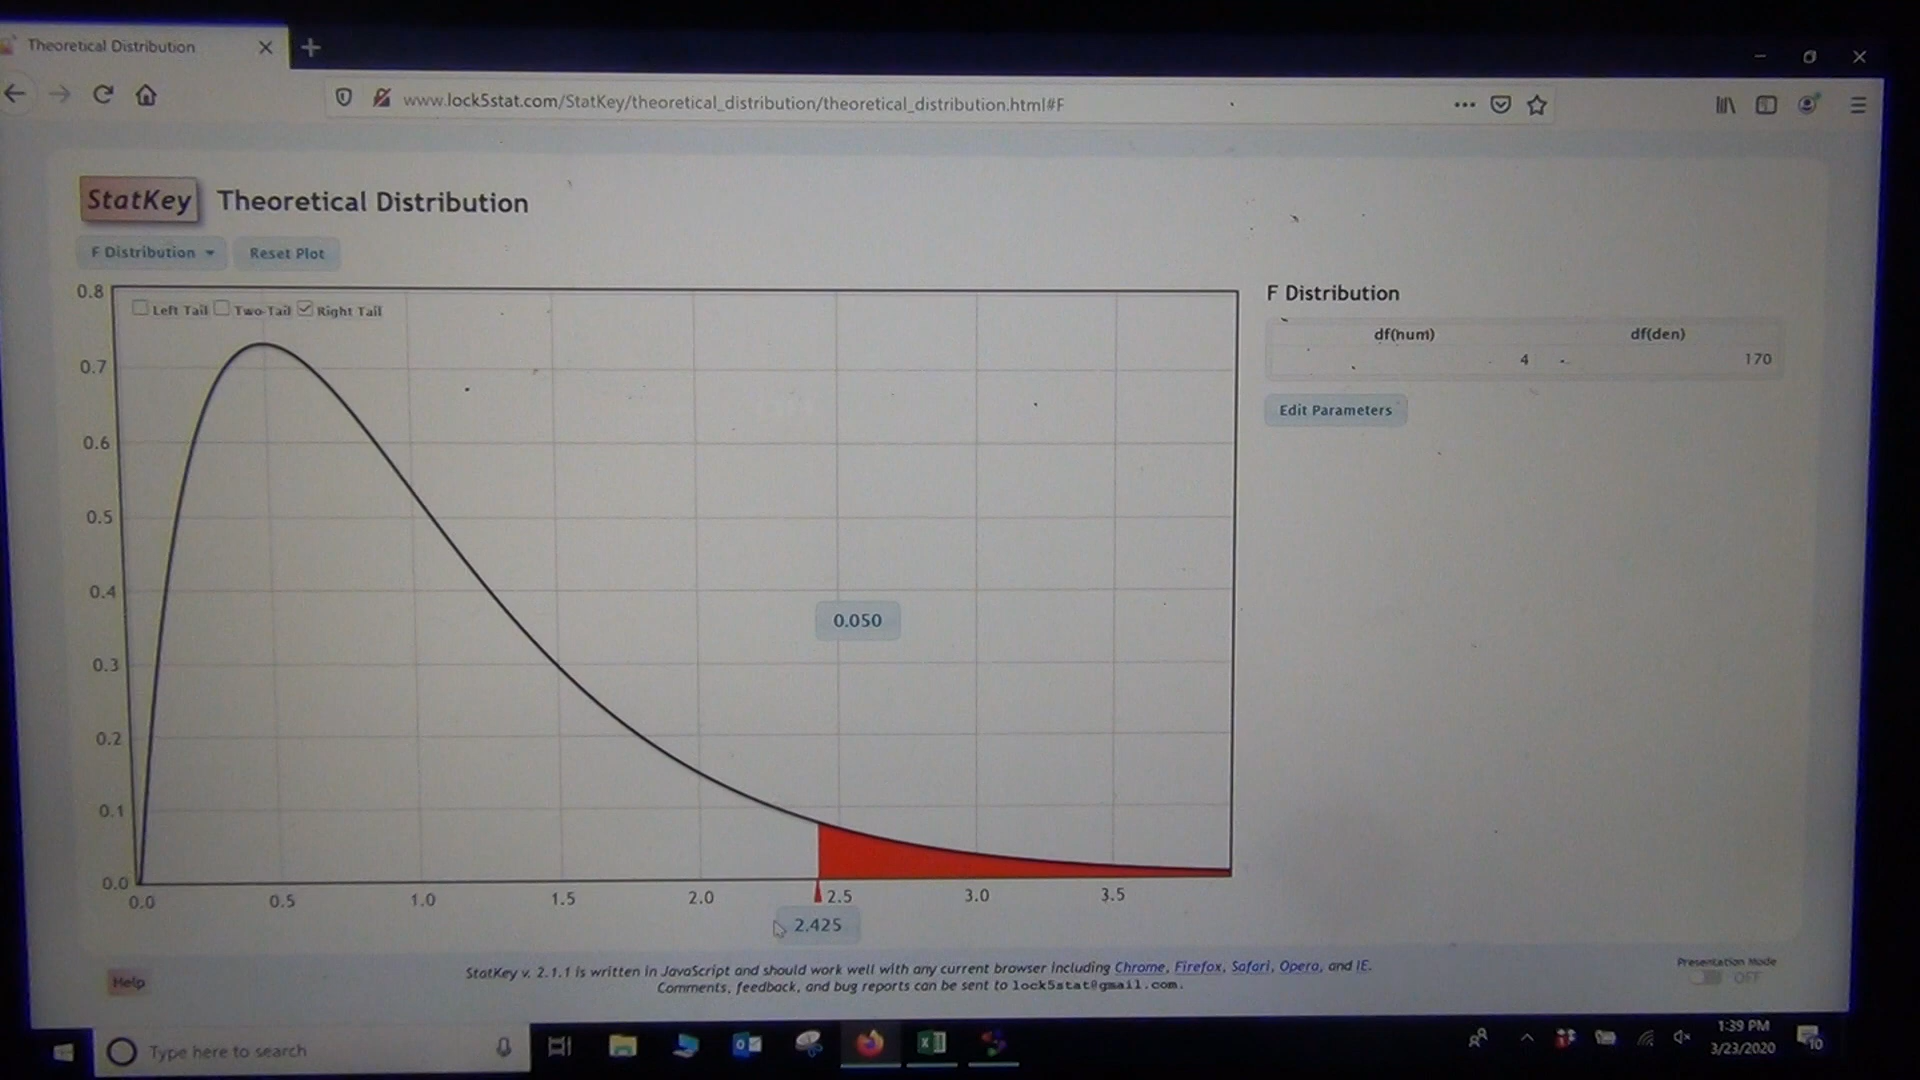 Theoretical Distribution
www.lock5stat.com/StatKey/theoretical_distribution/theoretical_distribution.html#F
StatKey Theoretical Distribution
F Distribution
Reset Plot
Left Tail Two-Tail Right Tail
0.8
0.7
0.6
0.5
0.4
0.3
0.2
0.1
0.0
0.050
0.0 0.5 1.0 1.5 2.0 2.5 3.0 3.5
2.425
F Distribution
df(num) df(den)
4 170
Edit Parameters
Help
StatKey v. 2.1.1 is written in JavaScript and should work well with any current browser including Chrome, Firefox, Safari, Opera, and IE.
Comments, feedback, and bug reports can be sent to lock5stat@gmail.com.
Presentation Mode
OFF
Type here to search
1:39 PM
3/23/2020
10